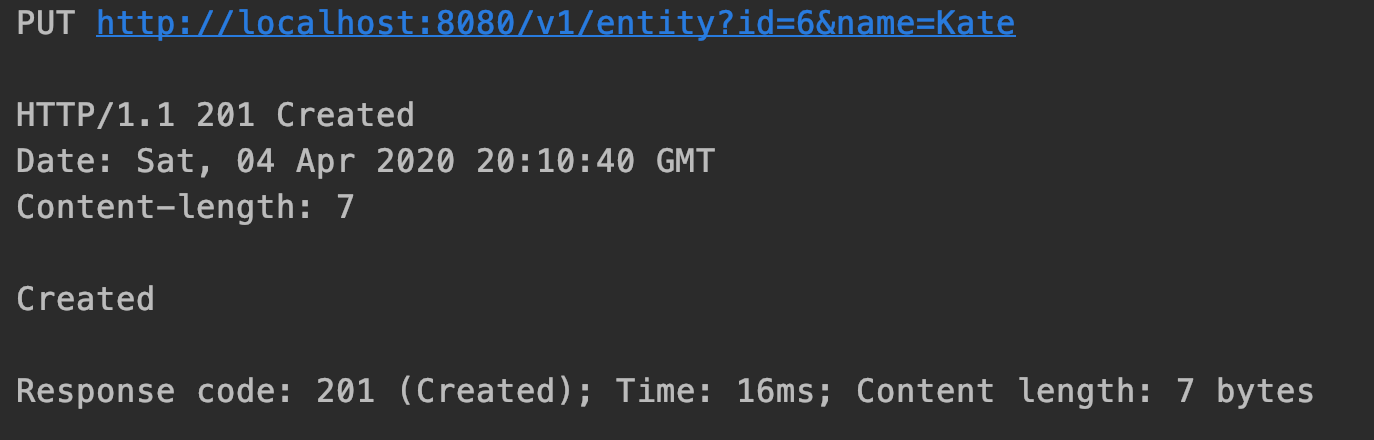 PUT http://localhost:8080/v1/entity?id=6&name=Kate
HTTP/1.1 201 Created
Date: Sat, 04 Apr 2020 20:10:40 GMT
Content-length: 7
Created
Response code: 201 (Created); Time: 16ms; Content length: 7 bytes